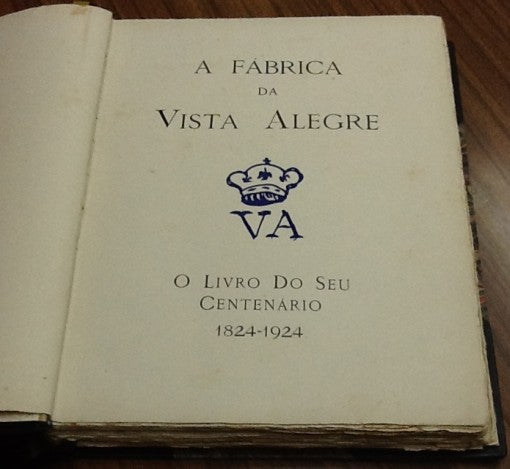 A FÁBRICA
DA
VISTA ALEGRE
VA
O LIVRO DO SEU
CENTENÁRIO
1824-1924